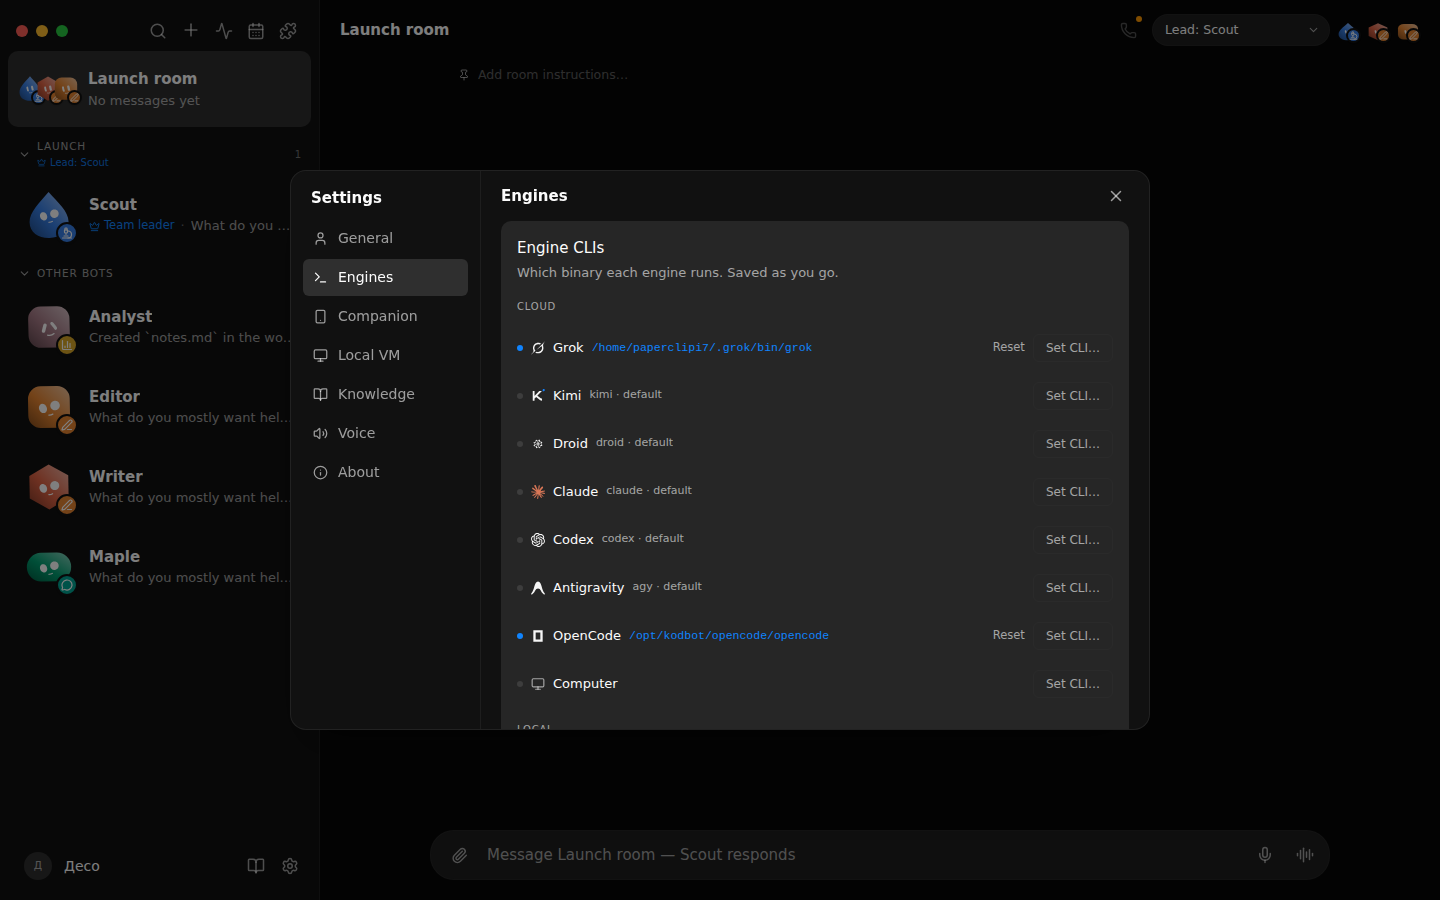 Launch room
No messages yet
LAUNCH
Lead: Scout
1
Scout
Team leader · What do you ...
OTHER BOTS
Analyst
Created `notes.md` in the wo...
Editor
What do you mostly want hel...
Writer
What do you mostly want hel...
Maple
What do you mostly want hel...
Д
Деco
Launch room
Lead: Scout
Add room instructions...
Settings
General
Engines
Companion
Local VM
Knowledge
Voice
About
Engines
Engine CLIs
Which binary each engine runs. Saved as you go.
CLOUD
Grok /home/paperclipi7/.grok/bin/grok Reset Set CLI...
Kimi kimi · default Set CLI...
Droid droid · default Set CLI...
Claude claude · default Set CLI...
Codex codex · default Set CLI...
Antigravity agy · default Set CLI...
OpenCode /opt/kodbot/opencode/opencode Reset Set CLI...
Computer Set CLI...
LOCAL
Message Launch room — Scout responds